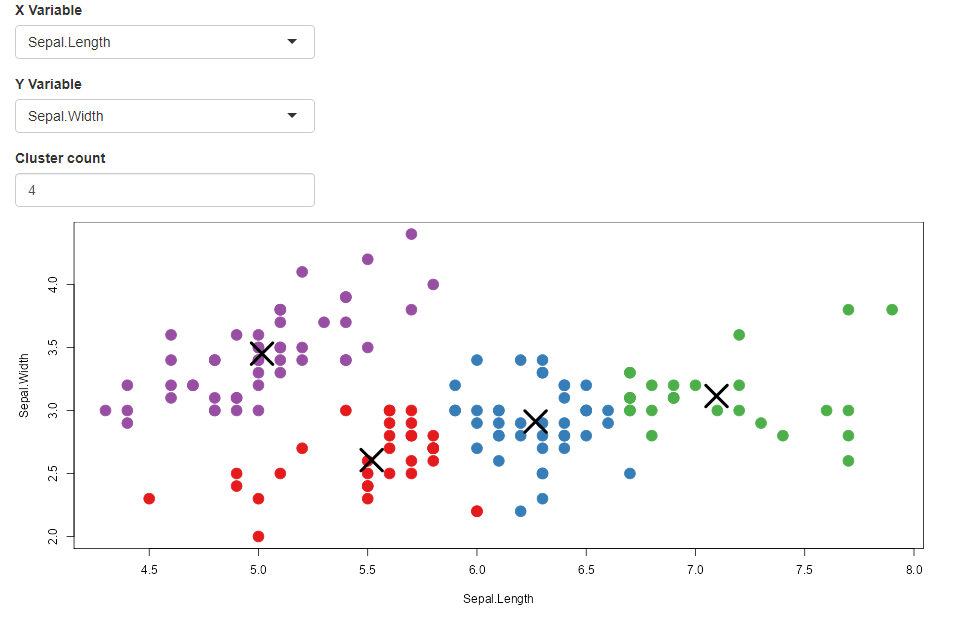 X Variable
Sepal.Length
Y Variable
Sepal.Width
Cluster count
4
4.0
3.5
3.0
2.5
2.0
Sepal.Width
4.5 5.0 5.5 6.0 6.5 7.0 7.5 8.0
Sepal.Length